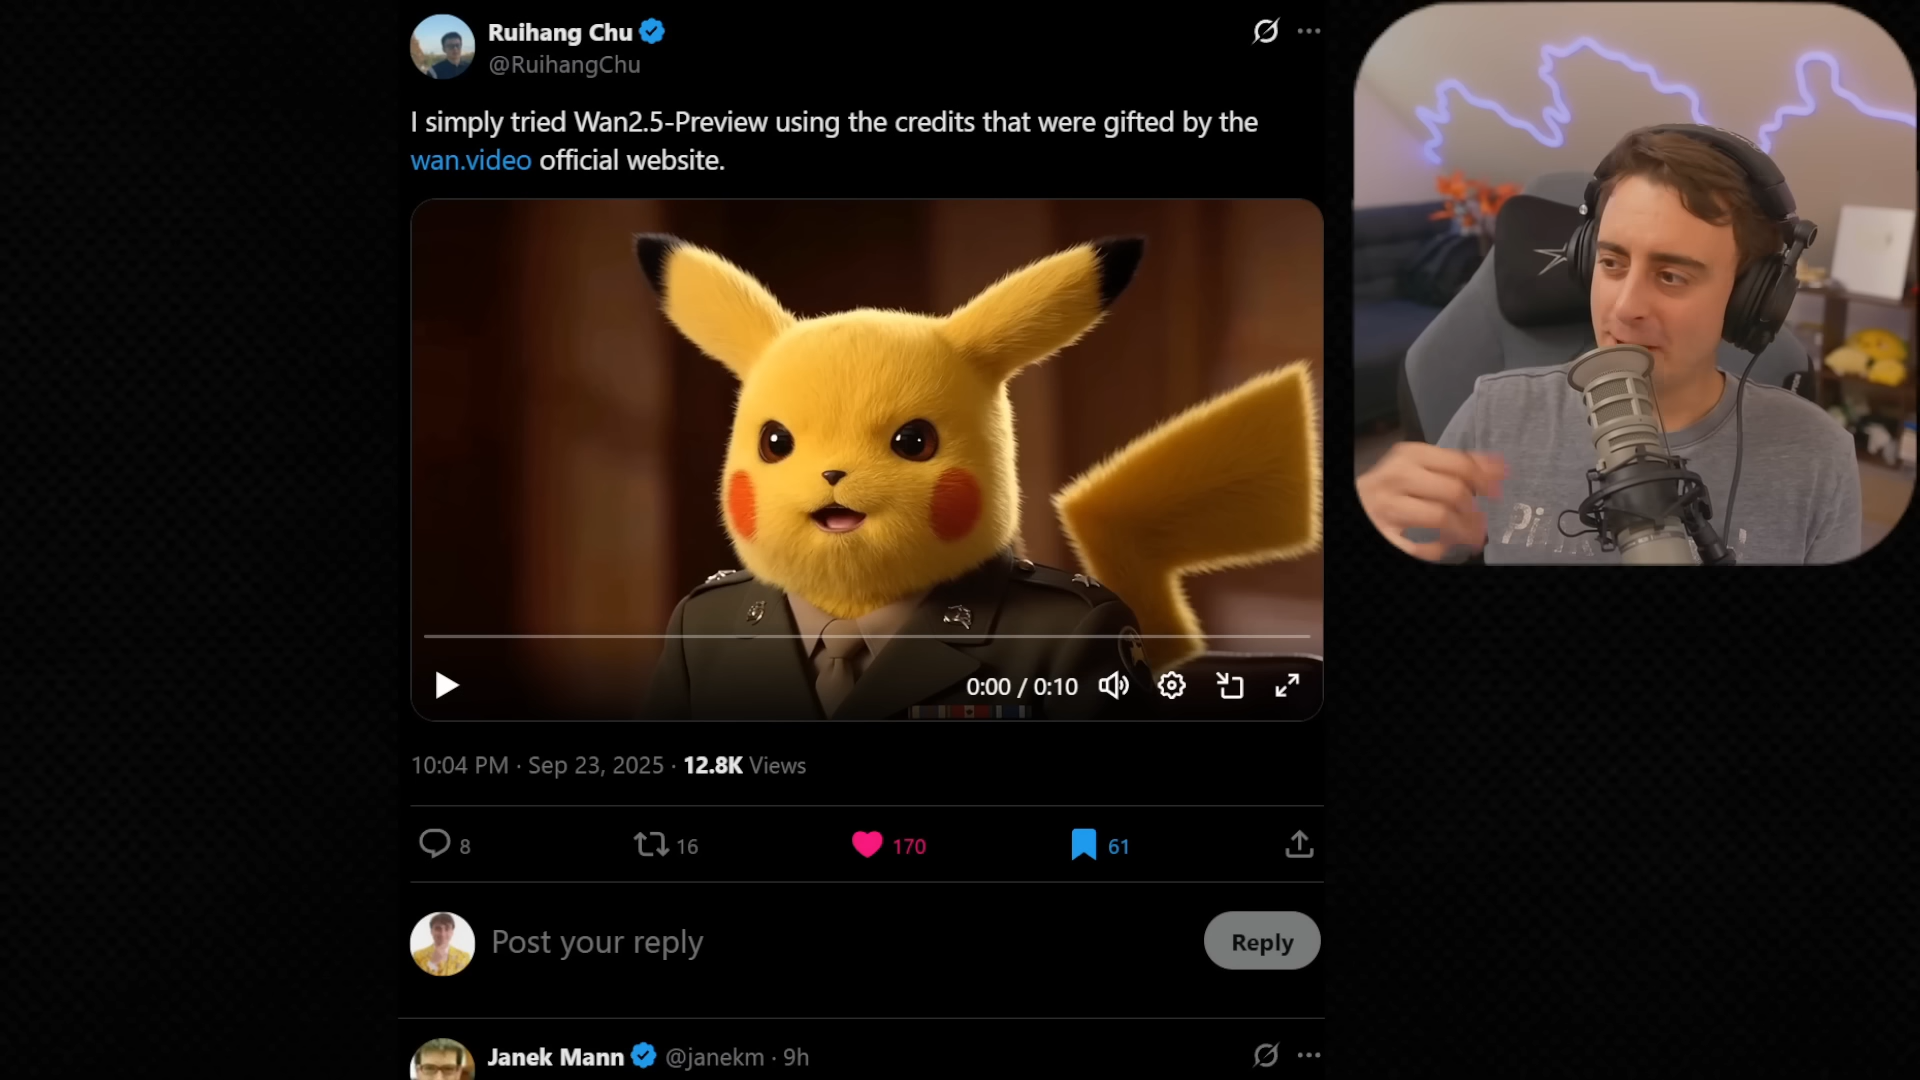 Ruihang Chu
@RuihangChu
I simply tried Wan2.5-Preview using the credits that were gifted by the
wan.video official website.
0:00 / 0:10
10:04 PM · Sep 23, 2025 · 12.8K Views
8 16 170 61
Post your reply Reply
Janek Mann @janekm · 9h